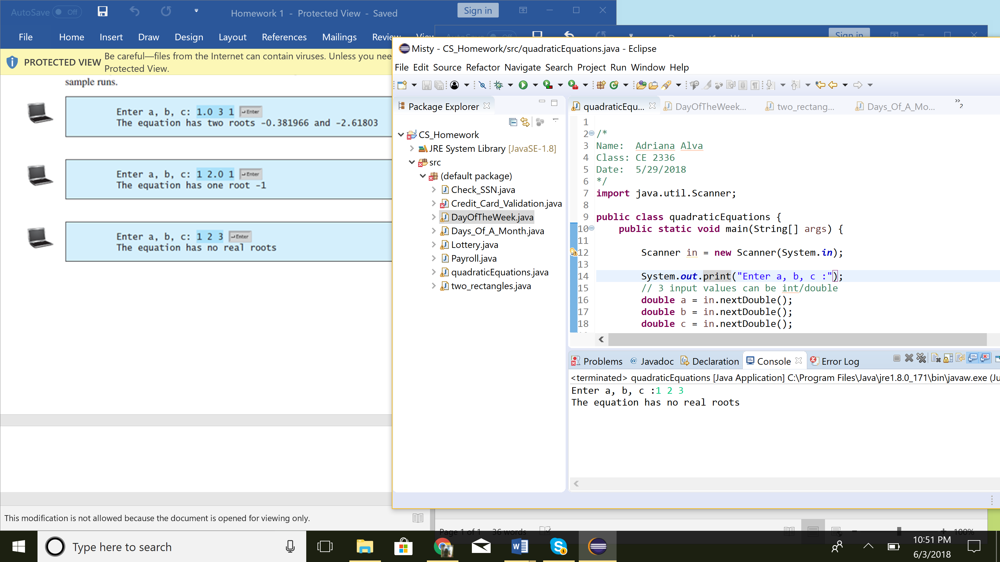 AutoSave Off
Homework 1 - Protected View - Saved
Sign in
File Home Insert Draw Design Layout References Mailings Review View
PROTECTED VIEW Be careful—files from the Internet can contain viruses. Unless you nee
Protected View.
sample runs.
Enter a, b, c: 1.0 3 1 Enter
The equation has two roots -0.381966 and -2.61803
Enter a, b, c: 1 2.0 1 Enter
The equation has one root -1
Enter a, b, c: 1 2 3 Enter
The equation has no real roots
This modification is not allowed because the document is opened for viewing only.
Sign in
Misty - CS_Homework/src/quadraticEquations.java - Eclipse
File Edit Source Refactor Navigate Search Project Run Window Help
Package Explorer
CS_Homework
JRE System Library [JavaSE-1.8]
src
(default package)
Check_SSN.java
Credit_Card_Validation.java
DayOfTheWeek.java
Days_Of_A_Month.java
Lottery.java
Payroll.java
quadraticEquations.java
two_rectangles.java
quadraticEqu... DayOfTheWeek... two_rectang... Days_Of_A_Mo... »2
1
2 /*
3 Name:  Adriana Alva
4 Class: CE 2336
5 Date:  5/29/2018
6 */
7 import java.util.Scanner;
8
9 public class quadraticEquations {
10 public static void main(String[] args) {
11
12 Scanner in = new Scanner(System.in);
13
14 System.out.print("Enter a, b, c :");
15 // 3 input values can be int/double
16 double a = in.nextDouble();
17 double b = in.nextDouble();
18 double c = in.nextDouble();
Problems @ Javadoc Declaration Console Error Log
<terminated> quadraticEquations [Java Application] C:\Program Files\Java\jre1.8.0_171\bin\javaw.exe (Ju
Enter a, b, c :1 2 3
The equation has no real roots
Page 1 of 1 36 words
100%
Type here to search
10:51 PM
6/3/2018